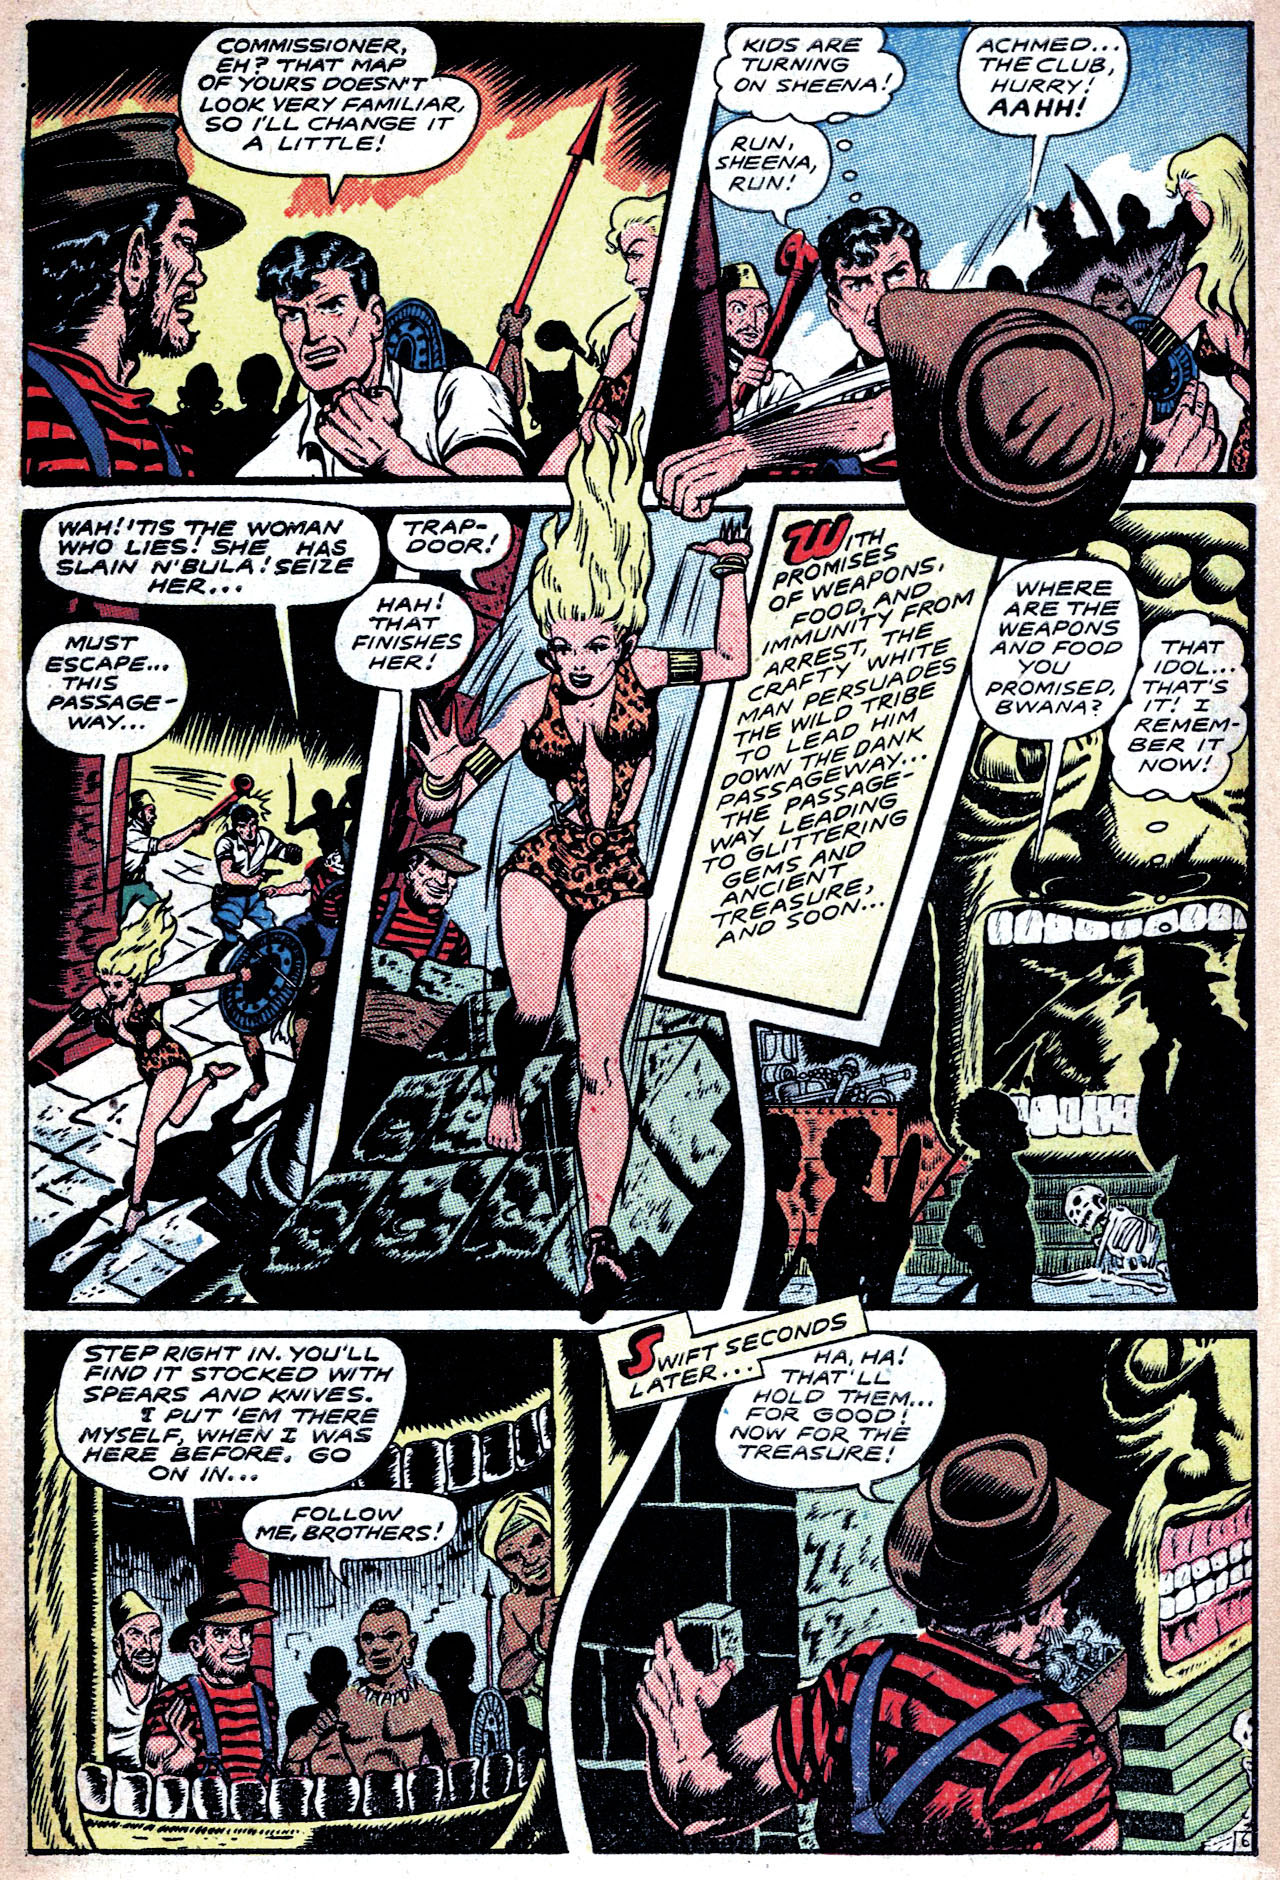 COMMISSIONER,
EH? THAT MAP
OF YOURS DOESN'T
LOOK VERY FAMILIAR,
SO I'LL CHANGE IT
A LITTLE!
KIDS ARE
TURNING
ON SHEENA!
RUN,
SHEENA,
RUN!
ACHMED...
THE CLUB,
HURRY!
AAHH!
WAH! 'TIS THE WOMAN
WHO LIES! SHE HAS
SLAIN N'BULA! SEIZE
HER...
MUST
ESCAPE...
THIS
PASSAGE-
WAY...
TRAP-
DOOR!
HAH!
THAT
FINISHES
HER!
WITH
PROMISES
OF WEAPONS,
FOOD, AND
IMMUNITY FROM
ARREST, THE
CRAFTY WHITE
MAN PERSUADES
THE WILD TRIBE
TO LEAD HIM
DOWN THE DANK
PASSAGEWAY...
THE PASSAGE-
WAY LEADING
TO GLITTERING
GEMS AND
ANCIENT
TREASURE,
AND SOON...
WHERE
ARE THE
WEAPONS
AND FOOD
YOU
PROMISED,
BWANA?
THAT
IDOL...
THAT'S
IT! I
REMEM-
BER IT
NOW!
STEP RIGHT IN. YOU'LL
FIND IT STOCKED WITH
SPEARS AND KNIVES.
I PUT 'EM THERE
MYSELF, WHEN I WAS
HERE BEFORE. GO
ON IN...
FOLLOW
ME, BROTHERS!
SWIFT SECONDS
LATER...
HA, HA!
THAT'LL
HOLD THEM...
FOR GOOD!
NOW FOR THE
TREASURE!
6